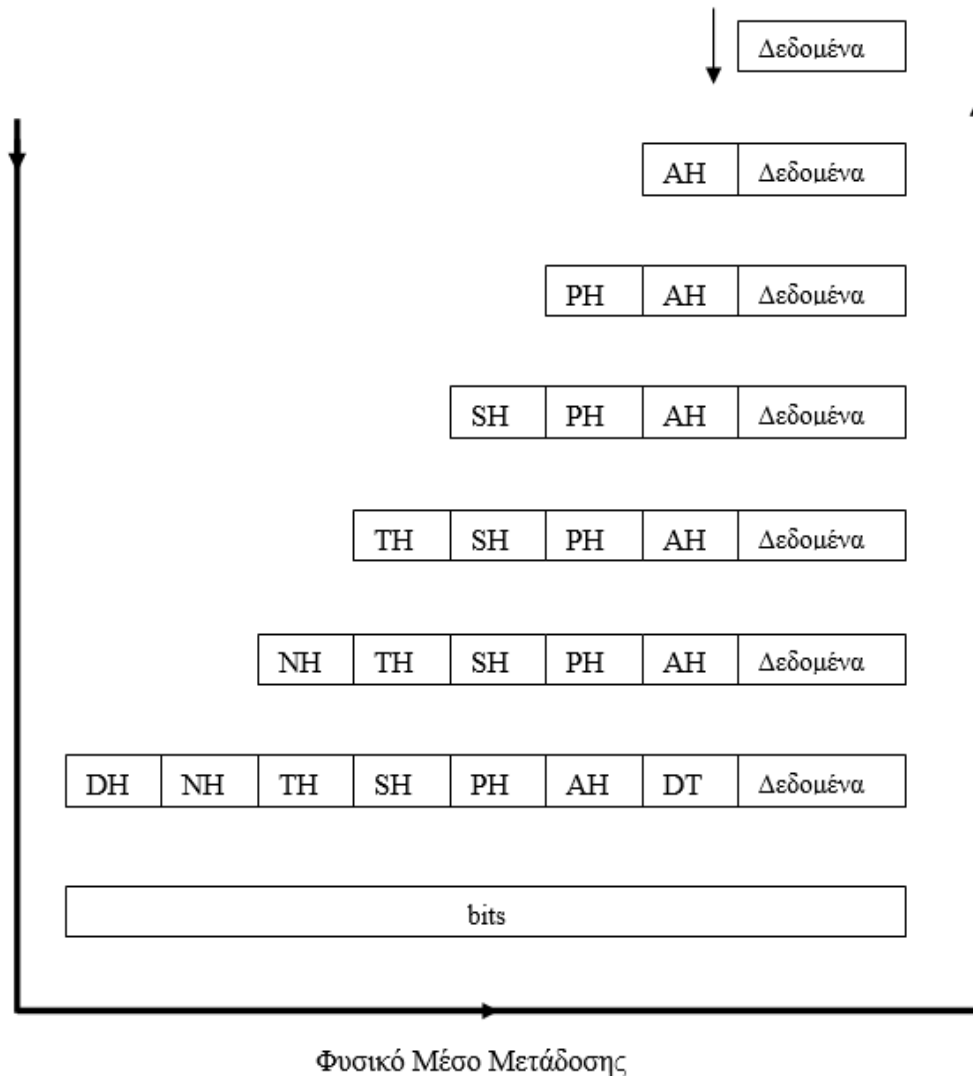 Δεδομένα
AH Δεδομένα
PH AH Δεδομένα
SH PH AH Δεδομένα
TH SH PH AH Δεδομένα
NH TH SH PH AH Δεδομένα
DH NH TH SH PH AH DT Δεδομένα
bits
Φυσικό Μέσο Μετάδοσης